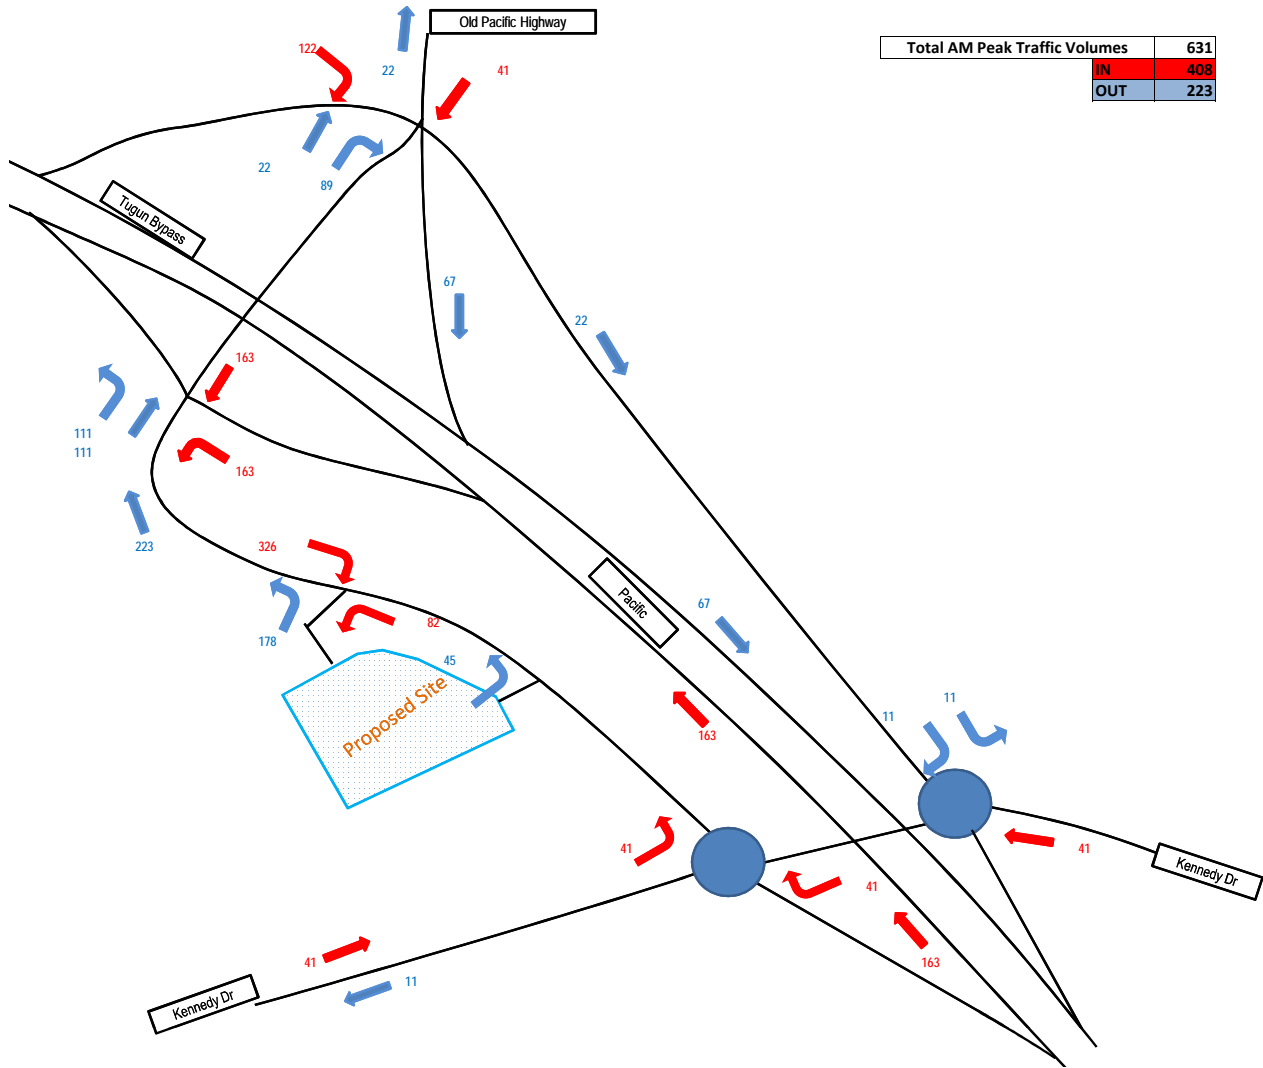 Old Pacific Highway
Total AM Peak Traffic Volumes 631
IN 408
OUT 223
122
22
41
22
89
Tugun Bypass
67
22
163
111
111
163
223
326
178
82
45
Proposed Site
Pacific
67
163
11
11
41
41
41
Kennedy Dr
163
41
11
Kennedy Dr